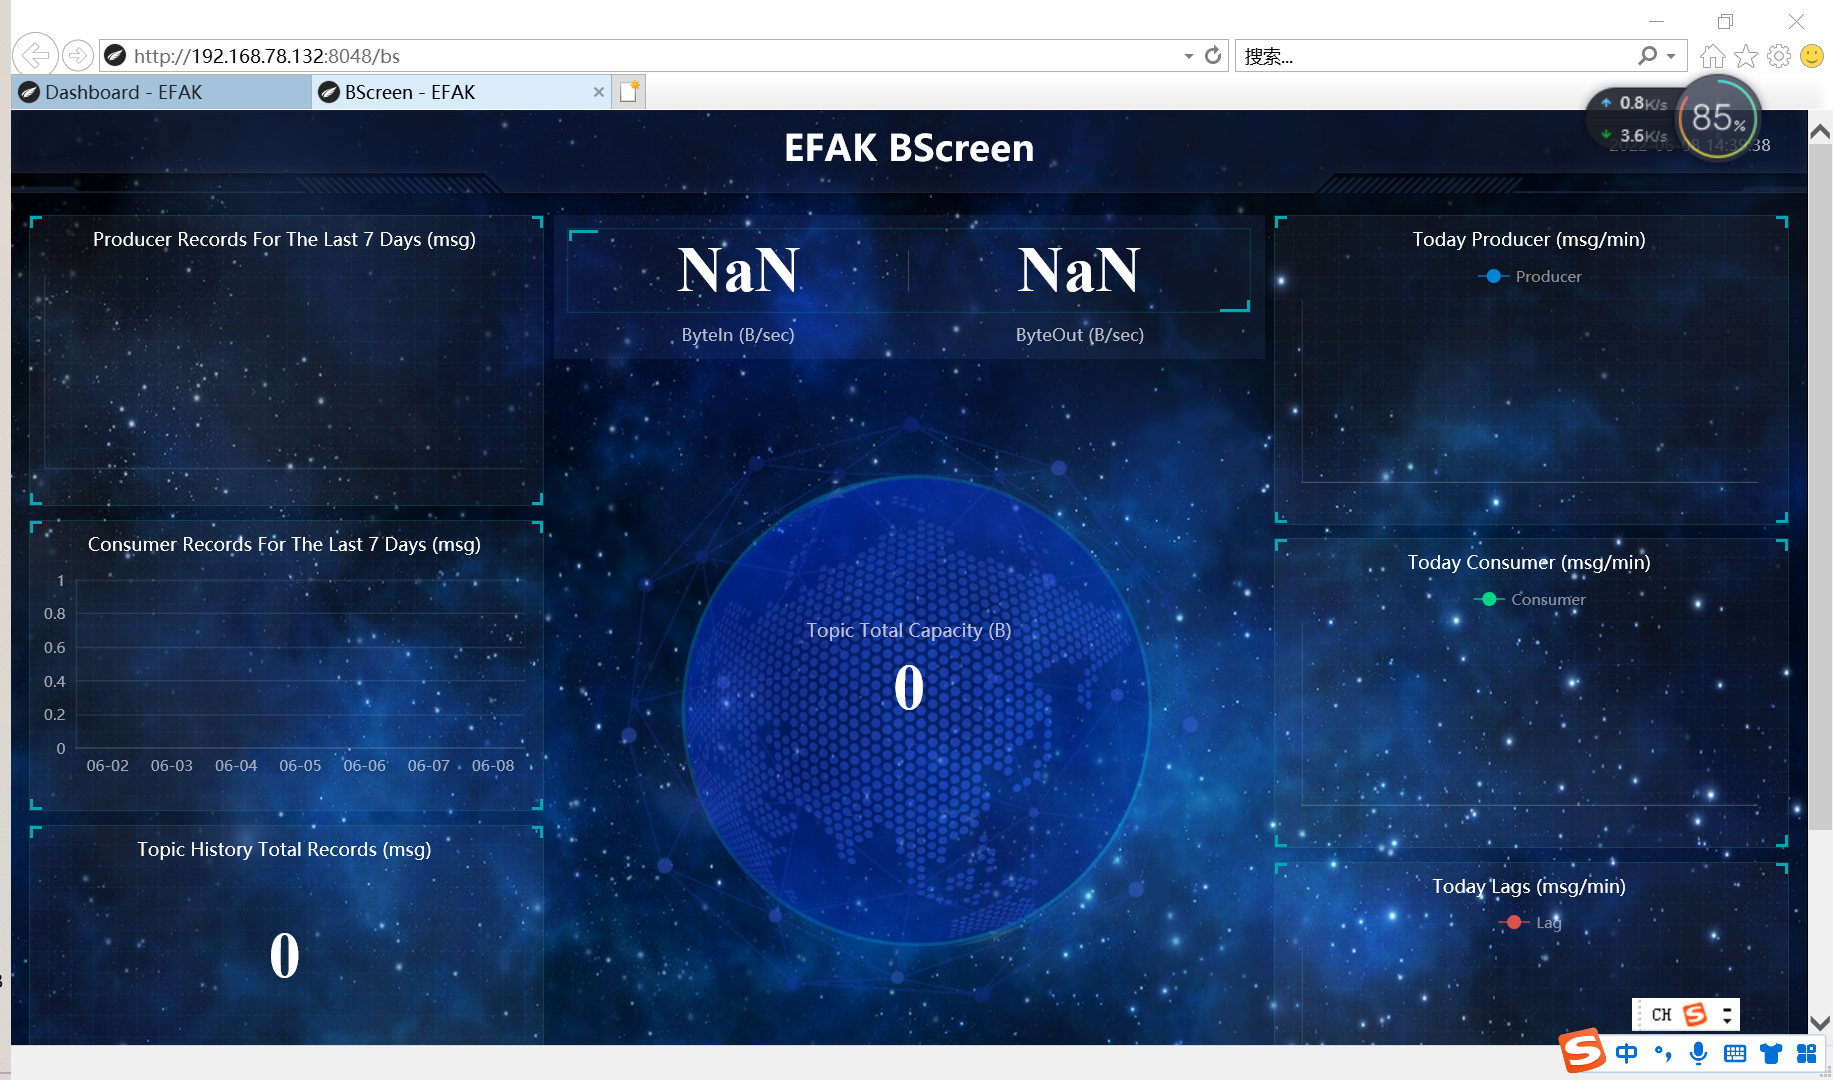 http://192.168.78.132:8048/bs
搜索...
Dashboard - EFAK
BScreen - EFAK
0.8K/s
3.6K/s
85%
EFAK BScreen
2022-06-08 14:39:38
Producer Records For The Last 7 Days (msg)
NaN
NaN
ByteIn (B/sec)
ByteOut (B/sec)
Today Producer (msg/min)
Producer
Consumer Records For The Last 7 Days (msg)
1
0.8
0.6
0.4
0.2
0
06-02 06-03 06-04 06-05 06-06 06-07 06-08
Topic Total Capacity (B)
0
Today Consumer (msg/min)
Consumer
Topic History Total Records (msg)
0
Today Lags (msg/min)
Lag
CH
中